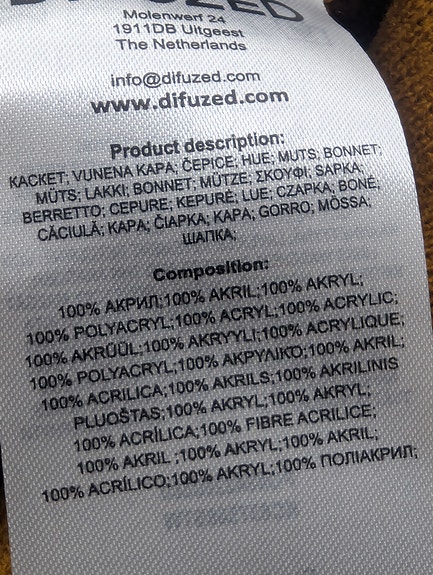 DIFUZED
Molenwerf 24
1911DB Uitgeest
The Netherlands
info@difuzed.com
www.difuzed.com
Product description:
KACKET; VUNENA KAPA; ČEPICE; HUE; MUTS; BONNET;
MÜTS; LAKKI; BONNET; MÜTZE; ΣΚΟΥΦΙ; SAPKA;
BERRETTO; CEPURE; KEPURĖ; LUE; CZAPKA; BONÉ;
CĂCIULĂ; KAPA; ČIAPKA; KAPA; GORRO; MÖSSA;
ШАПКА;
Composition:
100% АКРИЛ;100% AKRIL;100% AKRYL;
100% POLYACRYL;100% ACRYL;100% ACRYLIC;
100% AKRÜÜL;100% AKRYYLI;100% ACRYLIQUE;
100% POLYACRYL;100% ΑΚΡΥΛΙΚΟ;100% AKRIL;
100% ACRILICA;100% AKRILS;100% AKRILINIS
PLUOŠTAS;100% AKRYL;100% AKRYL;
100% ACRÍLICA;100% FIBRE ACRILICE;
100% AKRIL ;100% AKRYL;100% AKRIL;
100% ACRÍLICO;100% AKRYL;100% ПОЛІАКРИЛ;